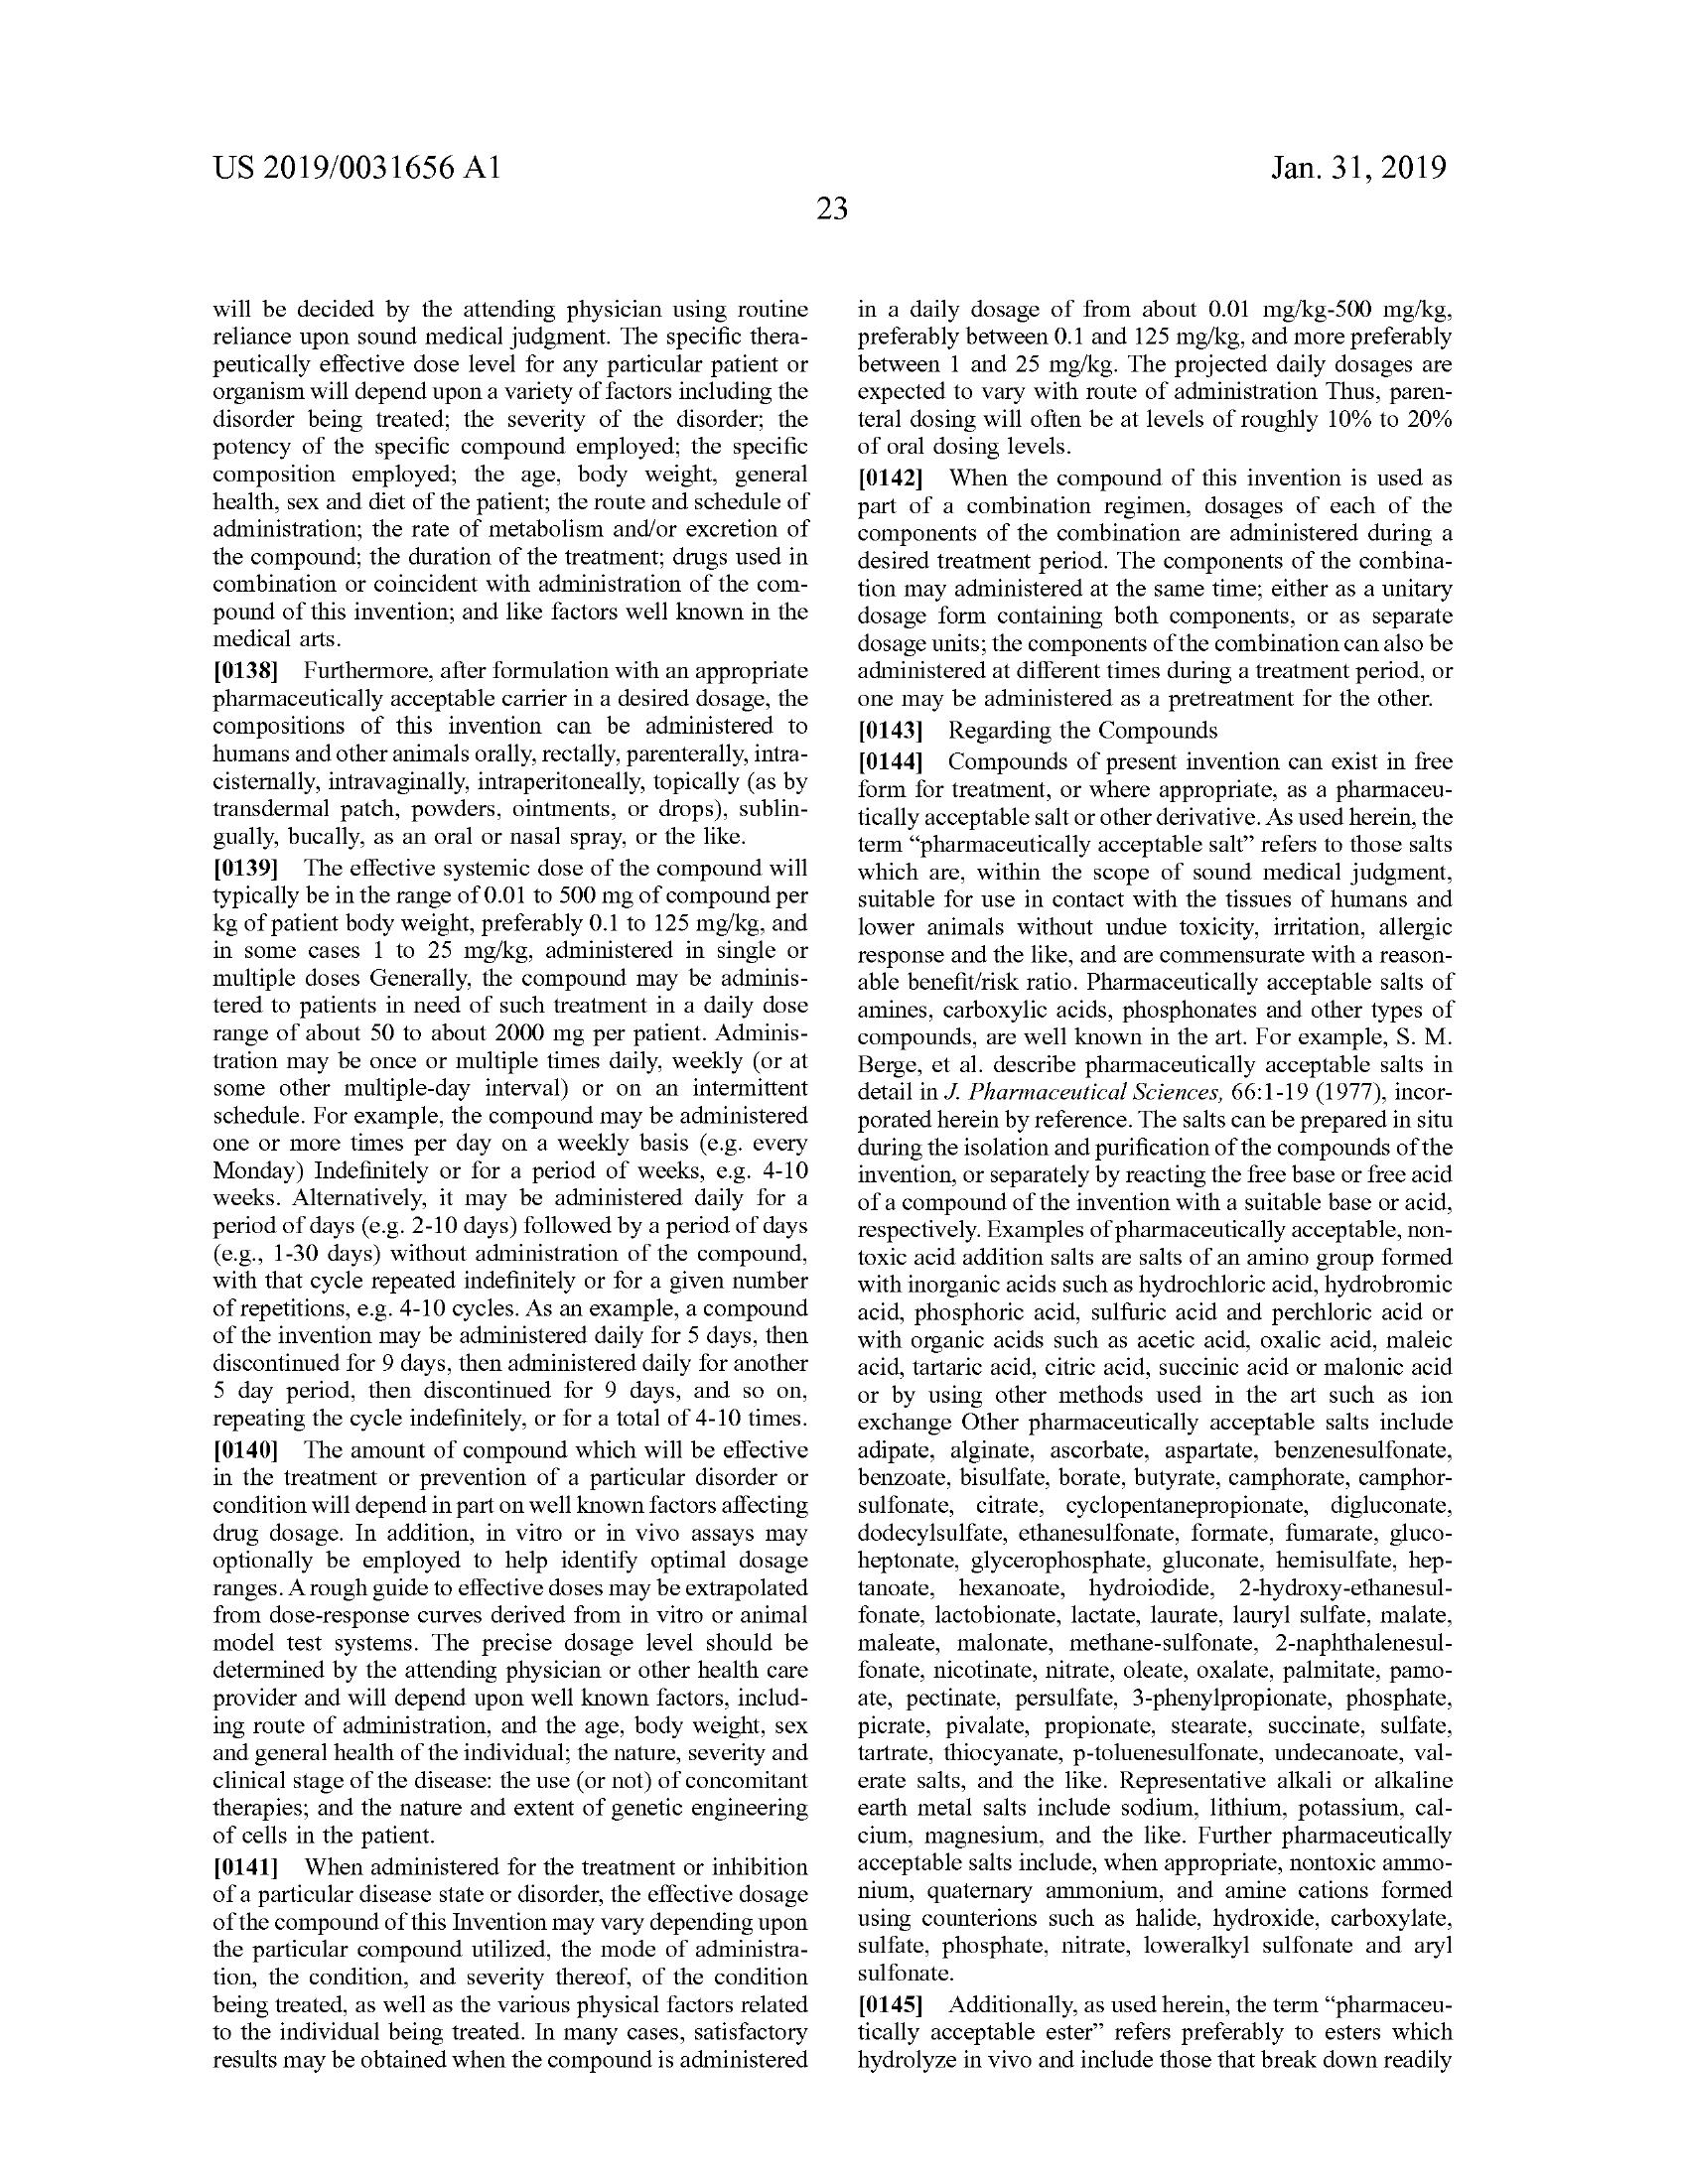 US 2019/0031656 A1
Jan. 31, 2019
23
will be decided by the attending physician using routine
reliance upon sound medical judgment. The specific thera-
peutically effective dose level for any particular patient or
organism will depend upon a variety of factors including the
disorder being treated; the severity of the disorder; the
potency of the specific compound employed; the specific
composition employed; the age, body weight, general
health, sex and diet of the patient; the route and schedule of
administration; the rate of metabolism and/or excretion of
the compound; the duration of the treatment; drugs used in
combination or coincident with administration of the com-
pound of this invention; and like factors well known in the
medical arts.
[0138] Furthermore, after formulation with an appropriate
pharmaceutically acceptable carrier in a desired dosage, the
compositions of this invention can be administered to
humans and other animals orally, rectally, parenterally, intra-
cisternally, intravaginally, intraperitoneally, topically (as by
transdermal patch, powders, ointments, or drops), sublin-
gually, bucally, as an oral or nasal spray, or the like.
[0139] The effective systemic dose of the compound will
typically be in the range of 0.01 to 500 mg of compound per
kg of patient body weight, preferably 0.1 to 125 mg/kg, and
in some cases 1 to 25 mg/kg, administered in single or
multiple doses Generally, the compound may be adminis-
tered to patients in need of such treatment in a daily dose
range of about 50 to about 2000 mg per patient. Adminis-
tration may be once or multiple times daily, weekly (or at
some other multiple-day interval) or on an intermittent
schedule. For example, the compound may be administered
one or more times per day on a weekly basis (e.g. every
Monday) Indefinitely or for a period of weeks, e.g. 4-10
weeks. Alternatively, it may be administered daily for a
period of days (e.g. 2-10 days) followed by a period of days
(e.g., 1-30 days) without administration of the compound,
with that cycle repeated indefinitely or for a given number
of repetitions, e.g. 4-10 cycles. As an example, a compound
of the invention may be administered daily for 5 days, then
discontinued for 9 days, then administered daily for another
5 day period, then discontinued for 9 days, and so on,
repeating the cycle indefinitely, or for a total of 4-10 times.
[0140] The amount of compound which will be effective
in the treatment or prevention of a particular disorder or
condition will depend in part on well known factors affecting
drug dosage. In addition, in vitro or in vivo assays may
optionally be employed to help identify optimal dosage
ranges. A rough guide to effective doses may be extrapolated
from dose-response curves derived from in vitro or animal
model test systems. The precise dosage level should be
determined by the attending physician or other health care
provider and will depend upon well known factors, includ-
ing route of administration, and the age, body weight, sex
and general health of the individual; the nature, severity and
clinical stage of the disease: the use (or not) of concomitant
therapies; and the nature and extent of genetic engineering
of cells in the patient.
[0141] When administered for the treatment or inhibition
of a particular disease state or disorder, the effective dosage
of the compound of this Invention may vary depending upon
the particular compound utilized, the mode of administra-
tion, the condition, and severity thereof, of the condition
being treated, as well as the various physical factors related
to the individual being treated. In many cases, satisfactory
results may be obtained when the compound is administered
in a daily dosage of from about 0.01 mg/kg-500 mg/kg,
preferably between 0.1 and 125 mg/kg, and more preferably
between 1 and 25 mg/kg. The projected daily dosages are
expected to vary with route of administration Thus, paren-
teral dosing will often be at levels of roughly 10% to 20%
of oral dosing levels.
[0142] When the compound of this invention is used as
part of a combination regimen, dosages of each of the
components of the combination are administered during a
desired treatment period. The components of the combina-
tion may administered at the same time; either as a unitary
dosage form containing both components, or as separate
dosage units; the components of the combination can also be
administered at different times during a treatment period, or
one may be administered as a pretreatment for the other.
[0143] Regarding the Compounds
[0144] Compounds of present invention can exist in free
form for treatment, or where appropriate, as a pharmaceu-
tically acceptable salt or other derivative. As used herein, the
term “pharmaceutically acceptable salt” refers to those salts
which are, within the scope of sound medical judgment,
suitable for use in contact with the tissues of humans and
lower animals without undue toxicity, irritation, allergic
response and the like, and are commensurate with a reason-
able benefit/risk ratio. Pharmaceutically acceptable salts of
amines, carboxylic acids, phosphonates and other types of
compounds, are well known in the art. For example, S. M.
Berge, et al. describe pharmaceutically acceptable salts in
detail in J. Pharmaceutical Sciences, 66:1-19 (1977), incor-
porated herein by reference. The salts can be prepared in situ
during the isolation and purification of the compounds of the
invention, or separately by reacting the free base or free acid
of a compound of the invention with a suitable base or acid,
respectively. Examples of pharmaceutically acceptable, non-
toxic acid addition salts are salts of an amino group formed
with inorganic acids such as hydrochloric acid, hydrobromic
acid, phosphoric acid, sulfuric acid and perchloric acid or
with organic acids such as acetic acid, oxalic acid, maleic
acid, tartaric acid, citric acid, succinic acid or malonic acid
or by using other methods used in the art such as ion
exchange Other pharmaceutically acceptable salts include
adipate, alginate, ascorbate, aspartate, benzenesulfonate,
benzoate, bisulfate, borate, butyrate, camphorate, camphor-
sulfonate, citrate, cyclopentanepropionate, digluconate,
dodecylsulfate, ethanesulfonate, formate, fumarate, gluco-
heptonate, glycerophosphate, gluconate, hemisulfate, hep-
tanoate, hexanoate, hydroiodide, 2-hydroxy-ethanesul-
fonate, lactobionate, lactate, laurate, lauryl sulfate, malate,
maleate, malonate, methane-sulfonate, 2-naphthalenesul-
fonate, nicotinate, nitrate, oleate, oxalate, palmitate, pamo-
ate, pectinate, persulfate, 3-phenylpropionate, phosphate,
picrate, pivalate, propionate, stearate, succinate, sulfate,
tartrate, thiocyanate, p-toluenesulfonate, undecanoate, val-
erate salts, and the like. Representative alkali or alkaline
earth metal salts include sodium, lithium, potassium, cal-
cium, magnesium, and the like. Further pharmaceutically
acceptable salts include, when appropriate, nontoxic ammo-
nium, quaternary ammonium, and amine cations formed
using counterions such as halide, hydroxide, carboxylate,
sulfate, phosphate, nitrate, loweralkyl sulfonate and aryl
sulfonate.
[0145] Additionally, as used herein, the term “pharmaceu-
tically acceptable ester” refers preferably to esters which
hydrolyze in vivo and include those that break down readily